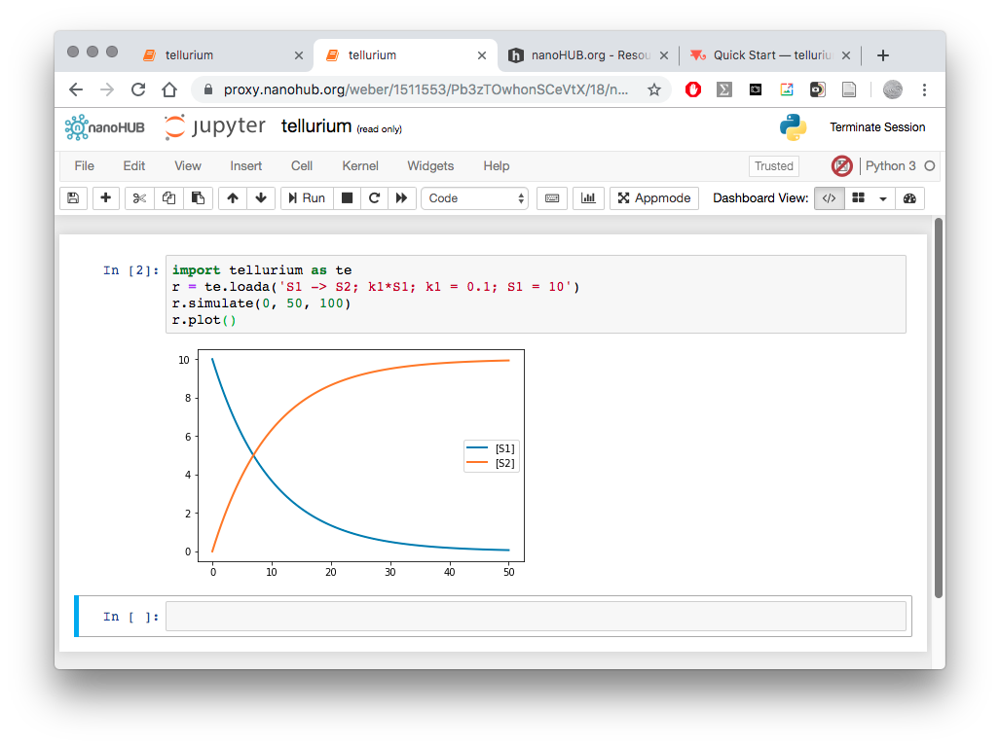 tellurium
tellurium
nanoHUB.org - Resou
Quick Start — telluriu
proxy.nanohub.org/weber/1511553/Pb3zTOwhonSCeVtX/18/n...
nanoHUB jupyter tellurium (read only) Terminate Session
File Edit View Insert Cell Kernel Widgets Help Trusted Python 3
Run Code Appmode Dashboard View: </>
In [2]: import tellurium as te
r = te.loada('S1 -> S2; k1*S1; k1 = 0.1; S1 = 10')
r.simulate(0, 50, 100)
r.plot()
10
8
6
4
2
0
[S1]
[S2]
0 10 20 30 40 50
In [ ]: